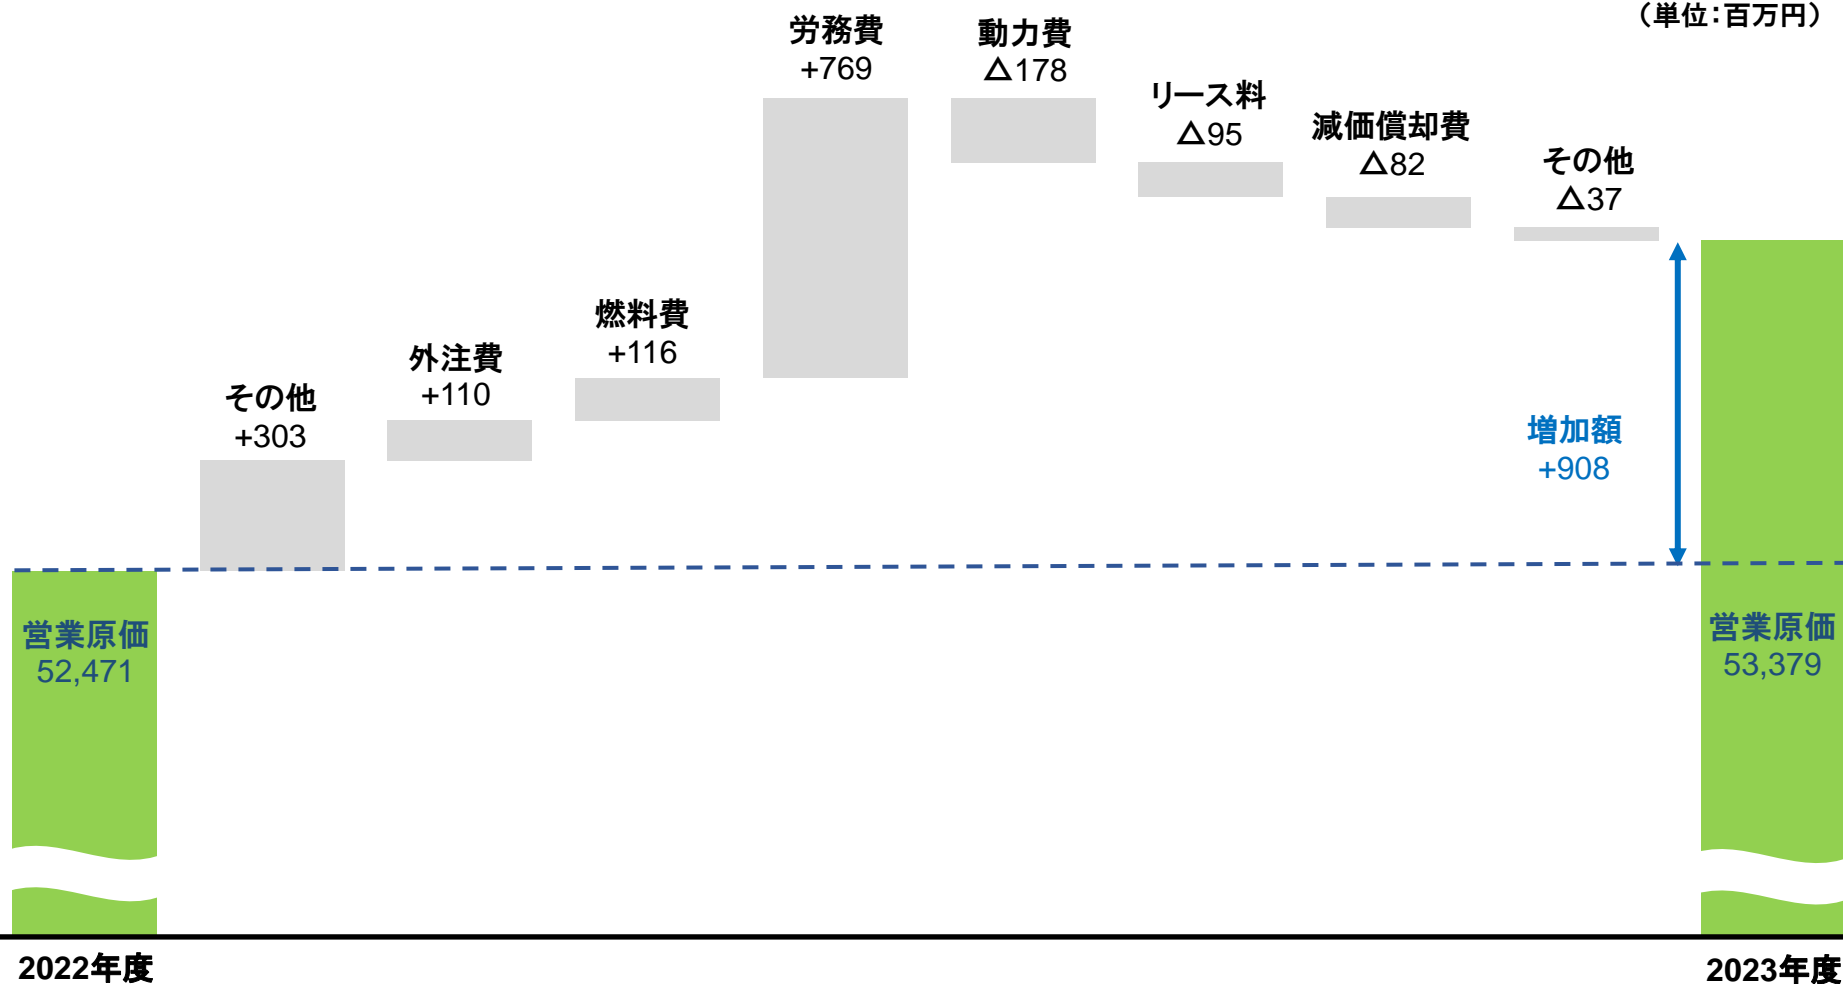 （単位：百万円）
労務費
+769
動力費
△178
リース料
△95
減価償却費
△82
その他
△37
燃料費
+116
外注費
+110
その他
+303
増加額
+908
営業原価
52,471
営業原価
53,379
2022年度
2023年度